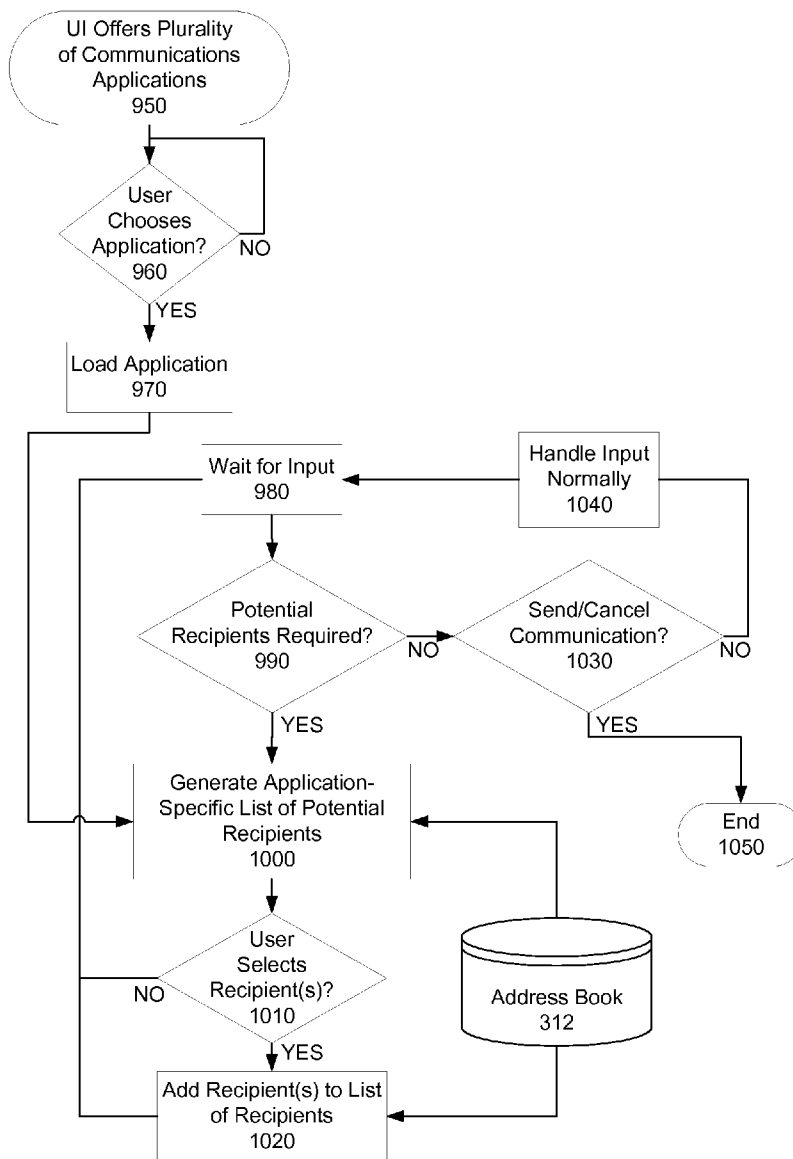 UI Offers Plurality
of Communications
Applications
950
User
Chooses
Application?
960
NO
YES
Load Application
970
Wait for Input
980
Handle Input
Normally
1040
Potential
Recipients Required?
990
NO
Send/Cancel
Communication?
1030
NO
YES
YES
Generate Application-
Specific List of Potential
Recipients
1000
End
1050
User
Selects
Recipient(s)?
1010
NO
YES
Address Book
312
Add Recipient(s) to List
of Recipients
1020